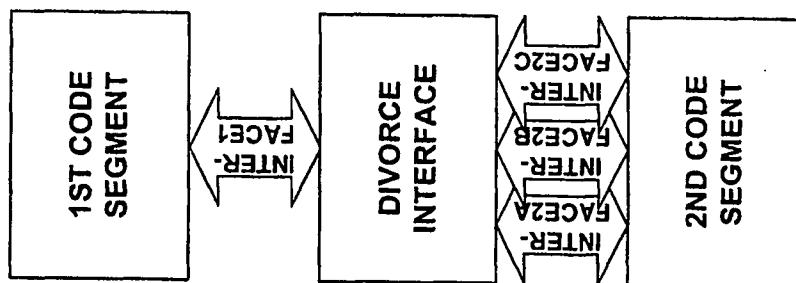 1ST CODE
SEGMENT
INTER-
FACE1
DIVORCE
INTERFACE
INTER-
FACE2A
INTER-
FACE2B
INTER-
FACE2C
2ND CODE
SEGMENT